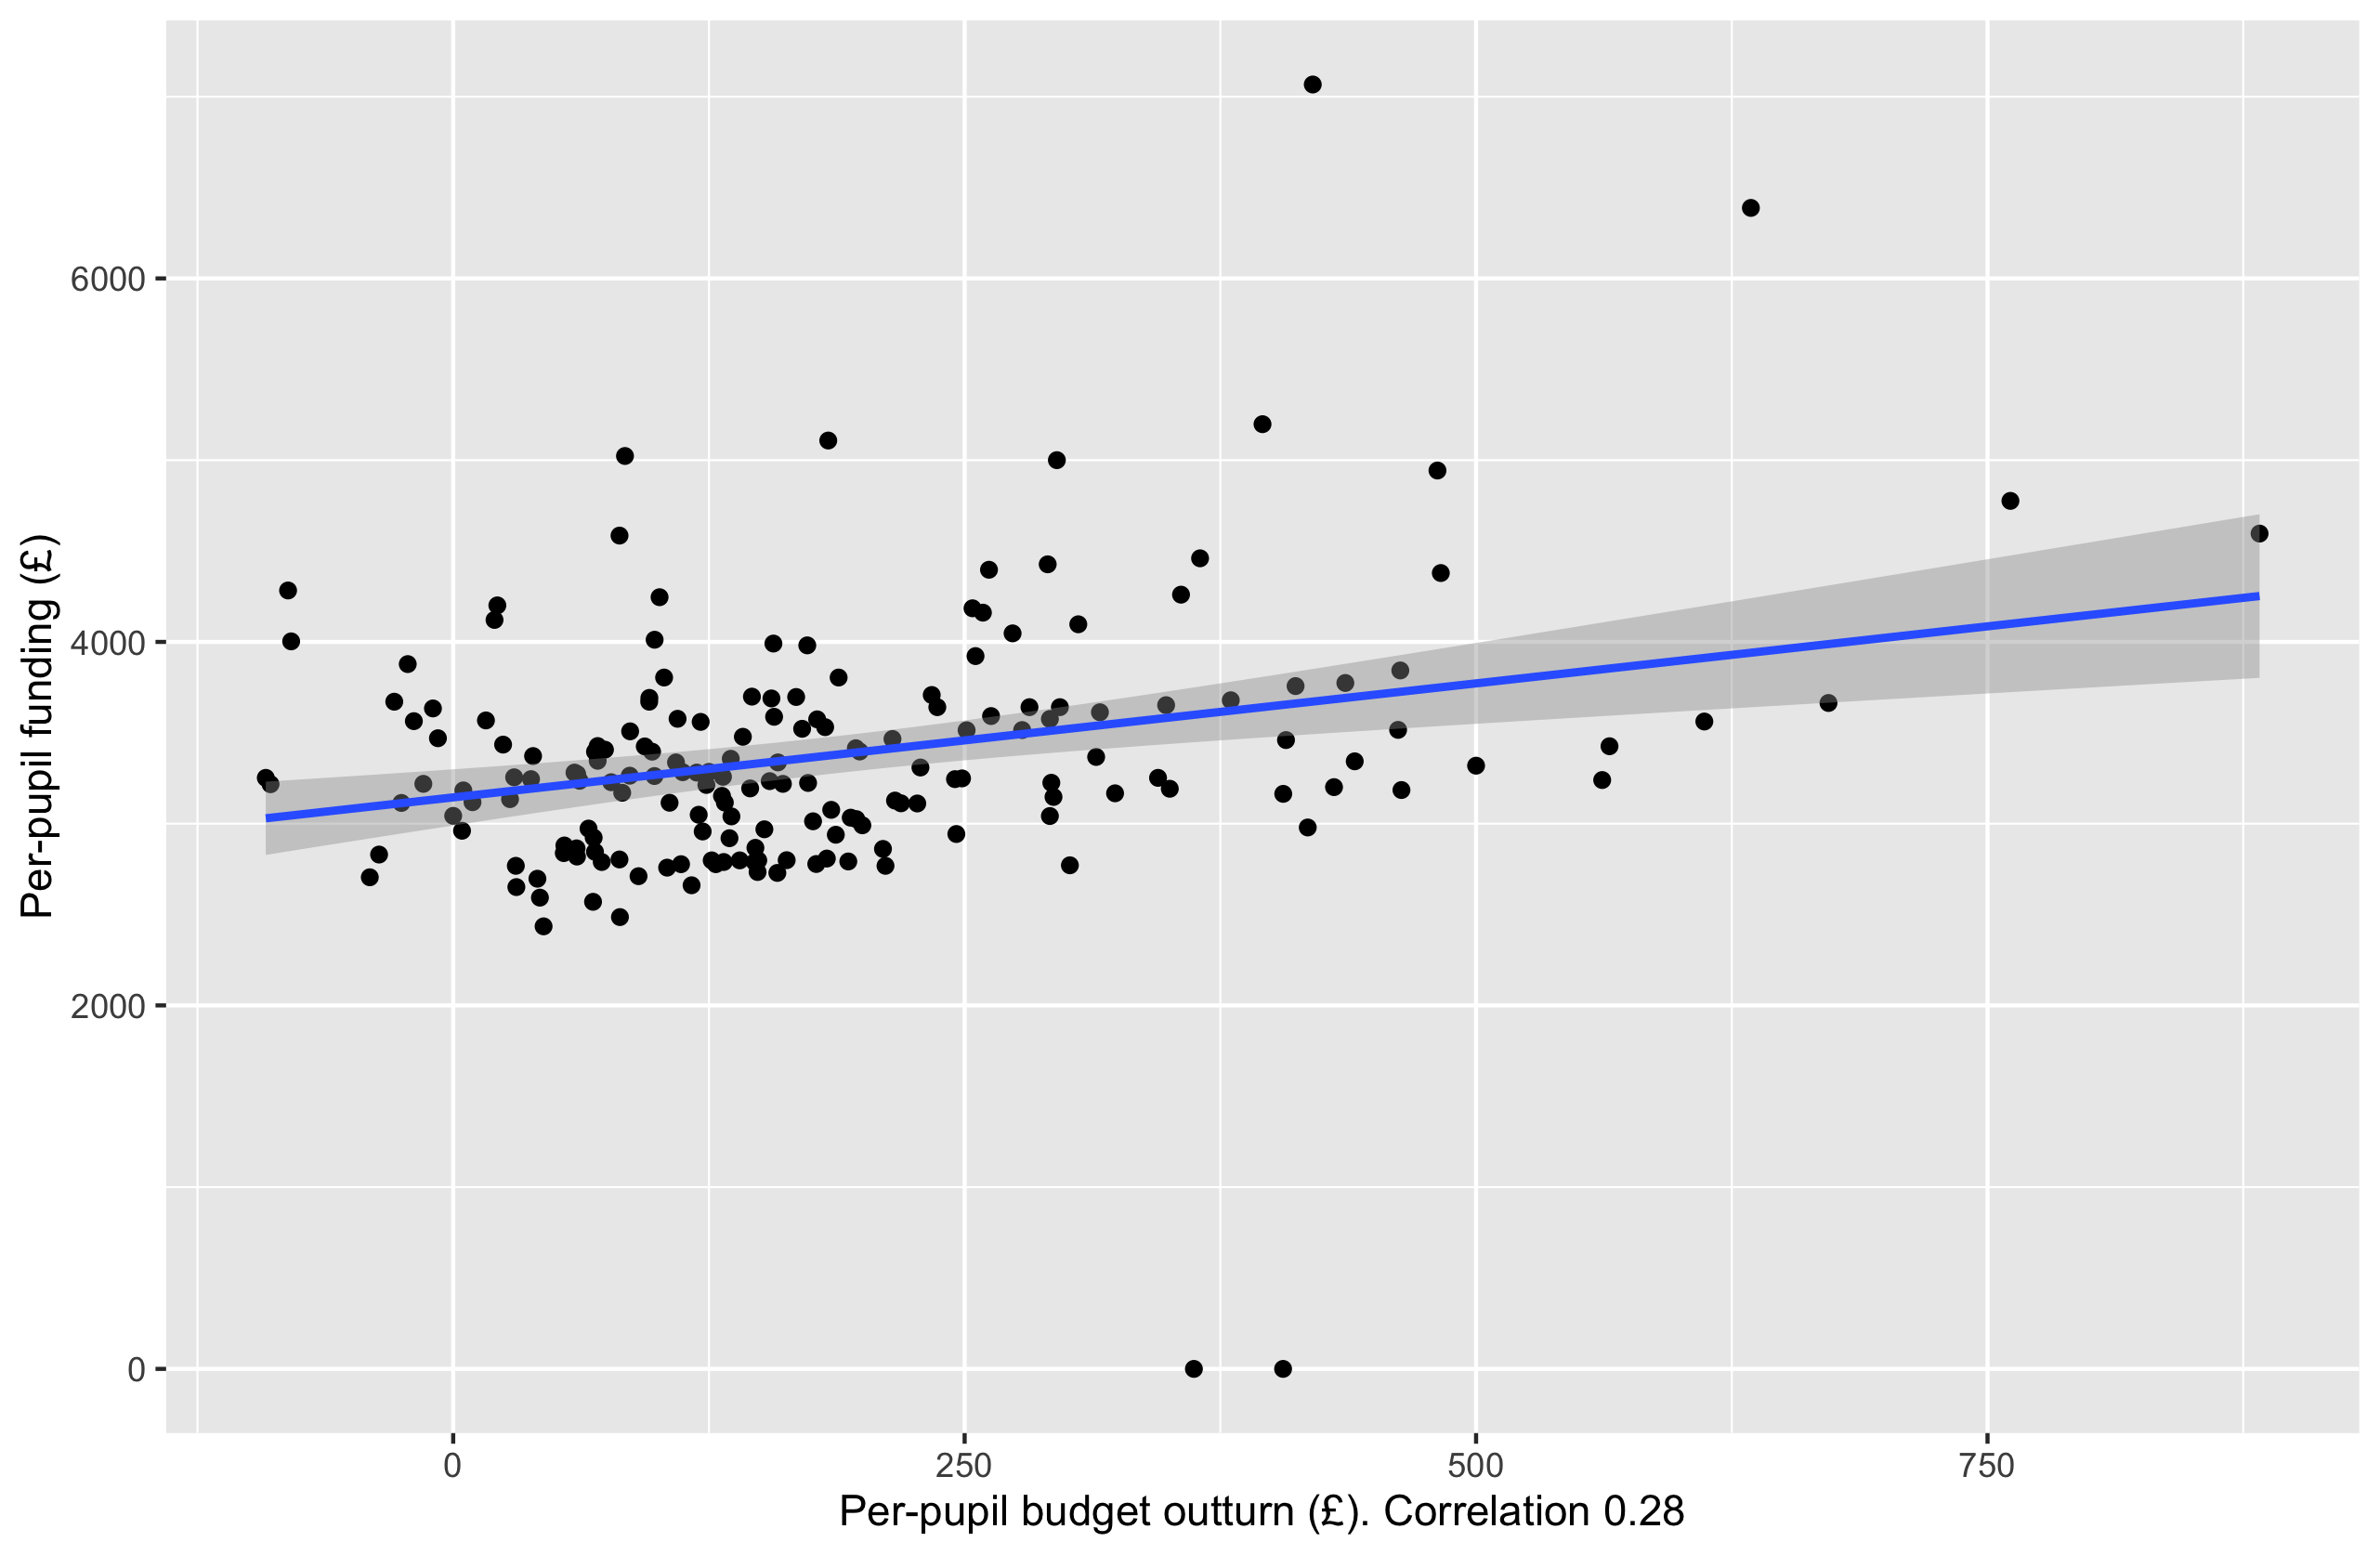 Per-pupil funding (£)
6000
4000
2000
0
0 250 500 750
Per-pupil budget outturn (£). Correlation 0.28